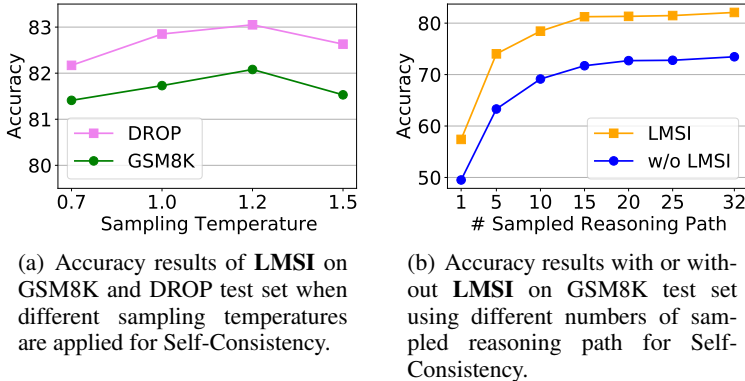 83
82
81
80
Accuracy
DROP
GSM8K
0.7 1.0 1.2 1.5
Sampling Temperature
(a) Accuracy results of LMSI on
GSM8K and DROP test set when
different sampling temperatures
are applied for Self-Consistency.
80
70
60
50
Accuracy
LMSI
w/o LMSI
1 5 10 15 20 25 32
# Sampled Reasoning Path
(b) Accuracy results with or with-
out LMSI on GSM8K test set
using different numbers of sam-
pled reasoning path for Self-
Consistency.